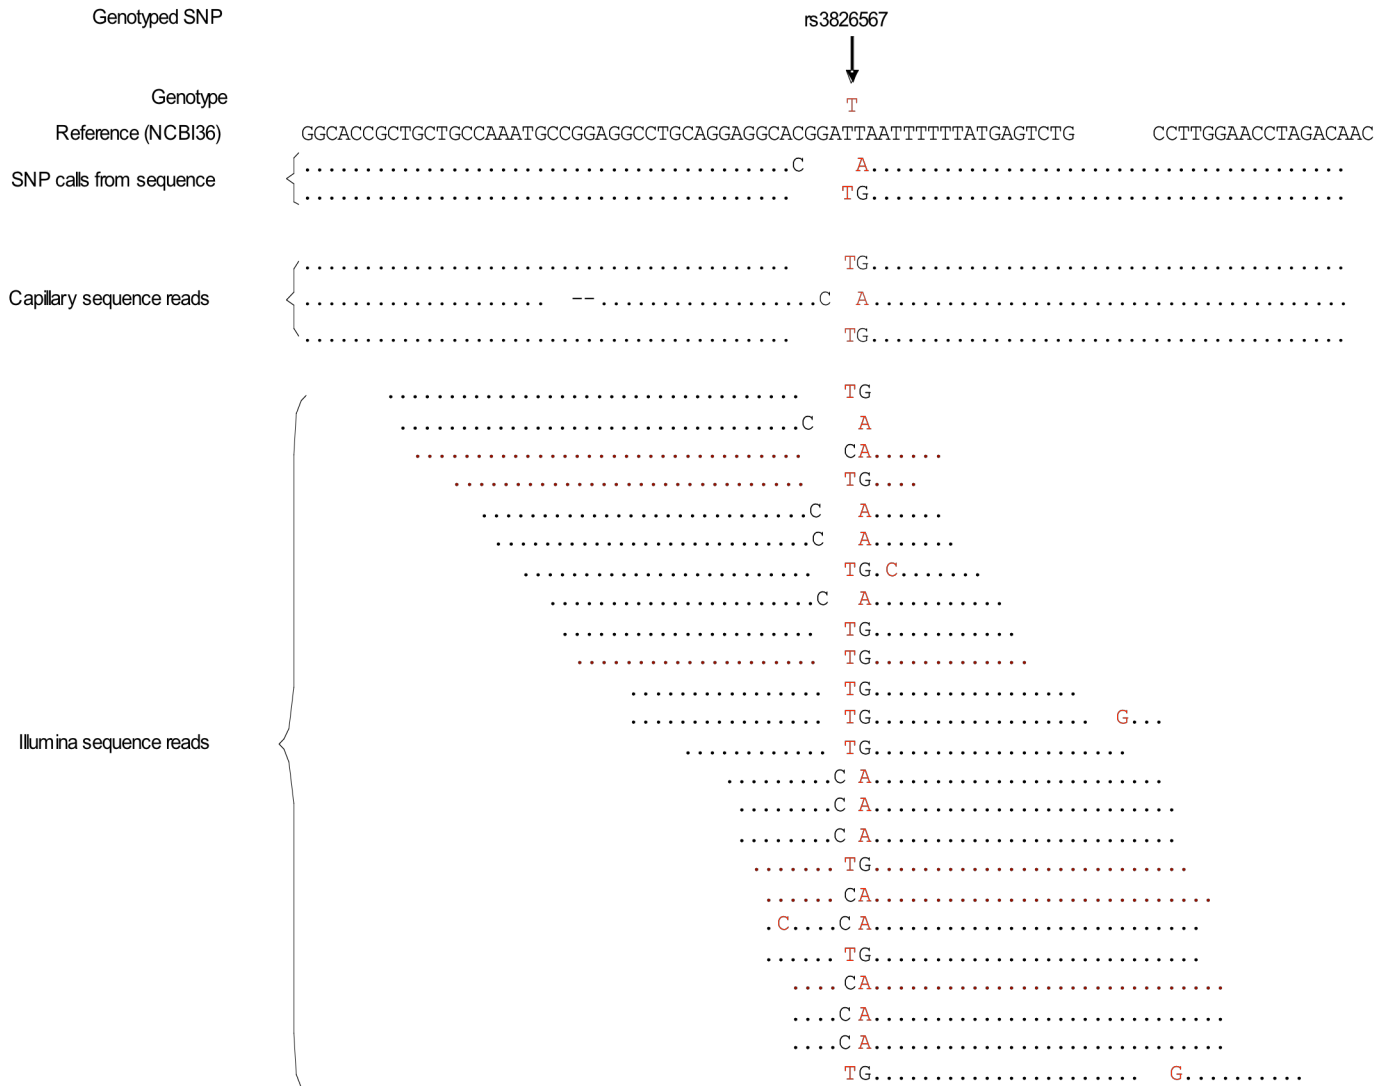 Genotyped SNP rs3826567
Genotype T
Reference (NCBI36) GGCACCGCTGCTGCCAAATGCCGGAGGCCTGCAGGAGGCACGGATTAATTTTTTATGAGTCTG CCTTGGAACCTAGACAAC
SNP calls from sequence
........................................C A.......................................
........................................ TG.......................................
Capillary sequence reads
........................................ TG.......................................
.................... --..................C A.......................................
........................................ TG.......................................
Illumina sequence reads
.................................. TG
.................................C A
................................ CA......
............................. TG....
...........................C A......
..........................C A.......
........................ TG.C.......
......................C A...........
..................... TG............
.................... TG.............
................ TG.................
................ TG.................. G...
............ TG.....................
.........C A........................
........C A.........................
........C A.........................
....... TG..........................
...... CA............................
.C....C A...........................
...... TG...........................
.... CA.............................
....C A.............................
....C A.............................
TG...................... G..........